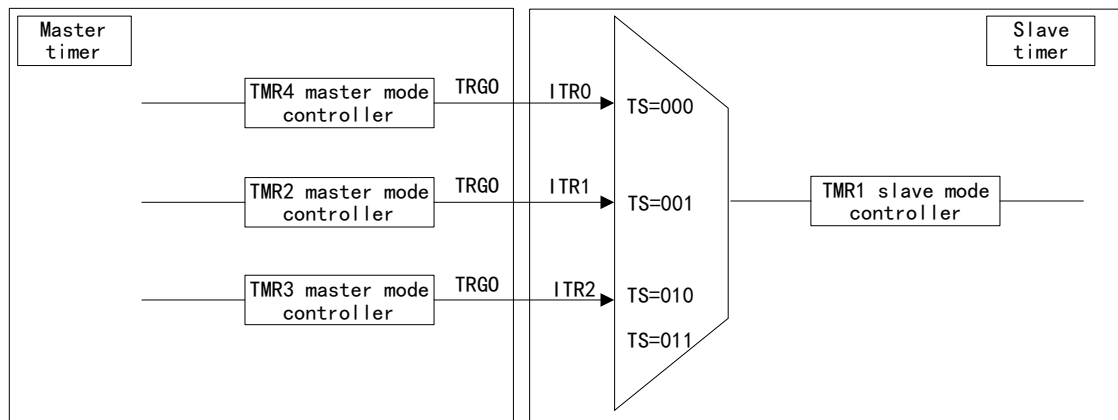 Master
timer
Slave
timer
TMR4 master mode
controller
TRGO
ITR0
TS=000
TMR2 master mode
controller
TRGO
ITR1
TS=001
TMR1 slave mode
controller
TMR3 master mode
controller
TRGO
ITR2
TS=010
TS=011